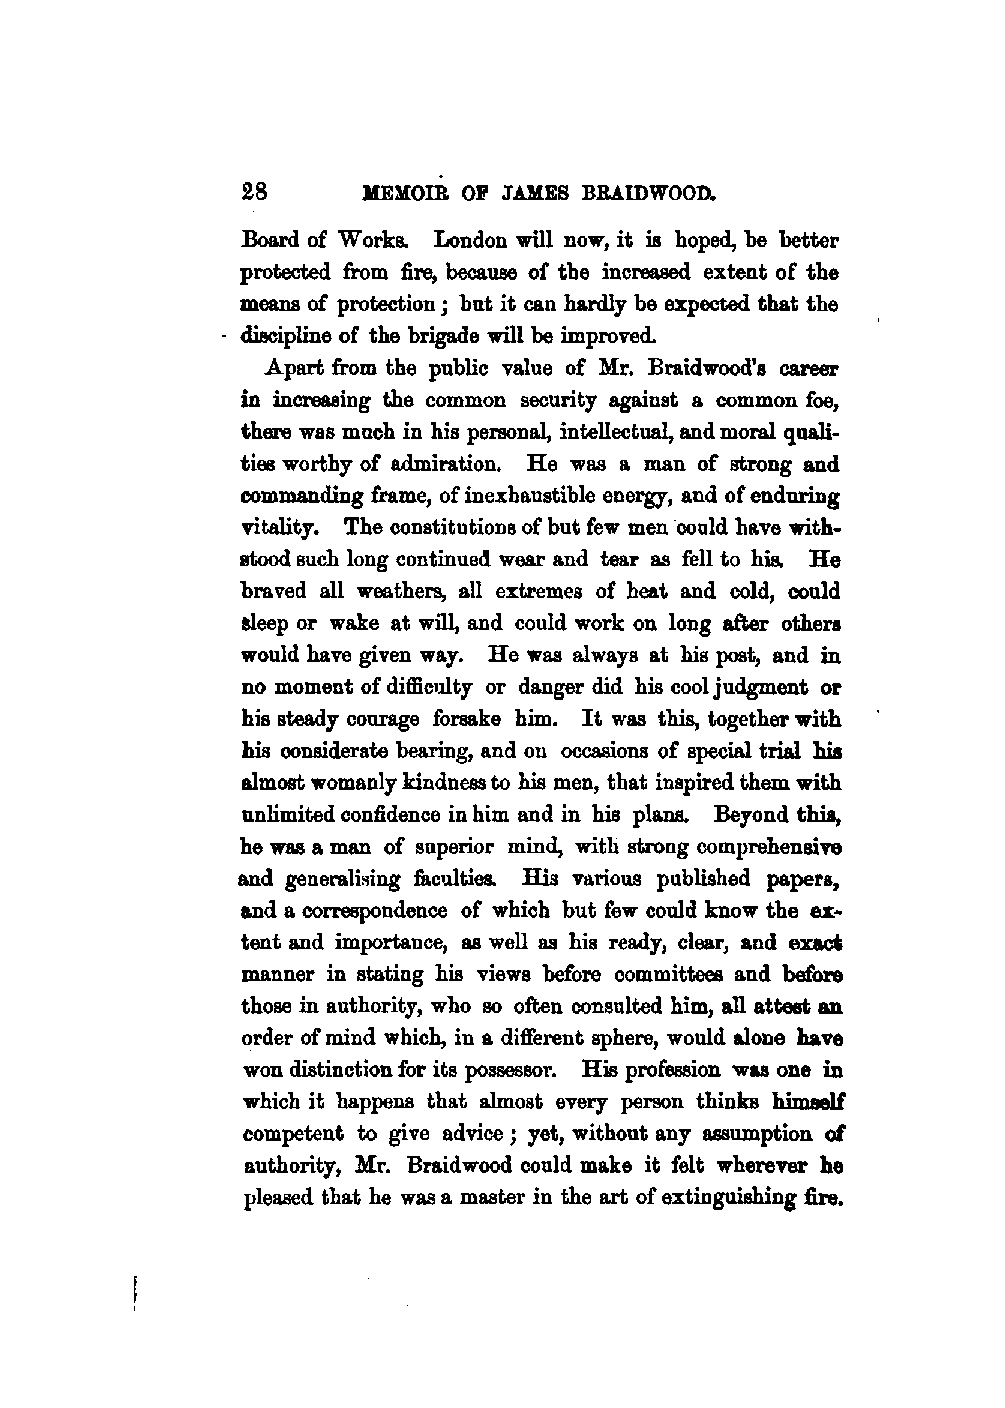 28 MEMOIR OF JAMES BRAIDWOOD.
Board of Works. London will now, it is hoped, be better
protected from fire, because of the increased extent of the
means of protection; but it can hardly be expected that the
discipline of the brigade will be improved.
Apart from the public value of Mr. Braidwood's career
in increasing the common security against a common foe,
there was much in his personal, intellectual, and moral quali-
ties worthy of admiration. He was a man of strong and
commanding frame, of inexhaustible energy, and of enduring
vitality. The constitutions of but few men could have with-
stood such long continued wear and tear as fell to his. He
braved all weathers, all extremes of heat and cold, could
sleep or wake at will, and could work on long after others
would have given way. He was always at his post, and in
no moment of difficulty or danger did his cool judgment or
his steady courage forsake him. It was this, together with
his considerate bearing, and on occasions of special trial his
almost womanly kindness to his men, that inspired them with
unlimited confidence in him and in his plans. Beyond this,
he was a man of superior mind, with strong comprehensive
and generalising faculties. His various published papers,
and a correspondence of which but few could know the ex-
tent and importance, as well as his ready, clear, and exact
manner in stating his views before committees and before
those in authority, who so often consulted him, all attest an
order of mind which, in a different sphere, would alone have
won distinction for its possessor. His profession was one in
which it happens that almost every person thinks himself
competent to give advice; yet, without any assumption of
authority, Mr. Braidwood could make it felt wherever he
pleased that he was a master in the art of extinguishing fire.